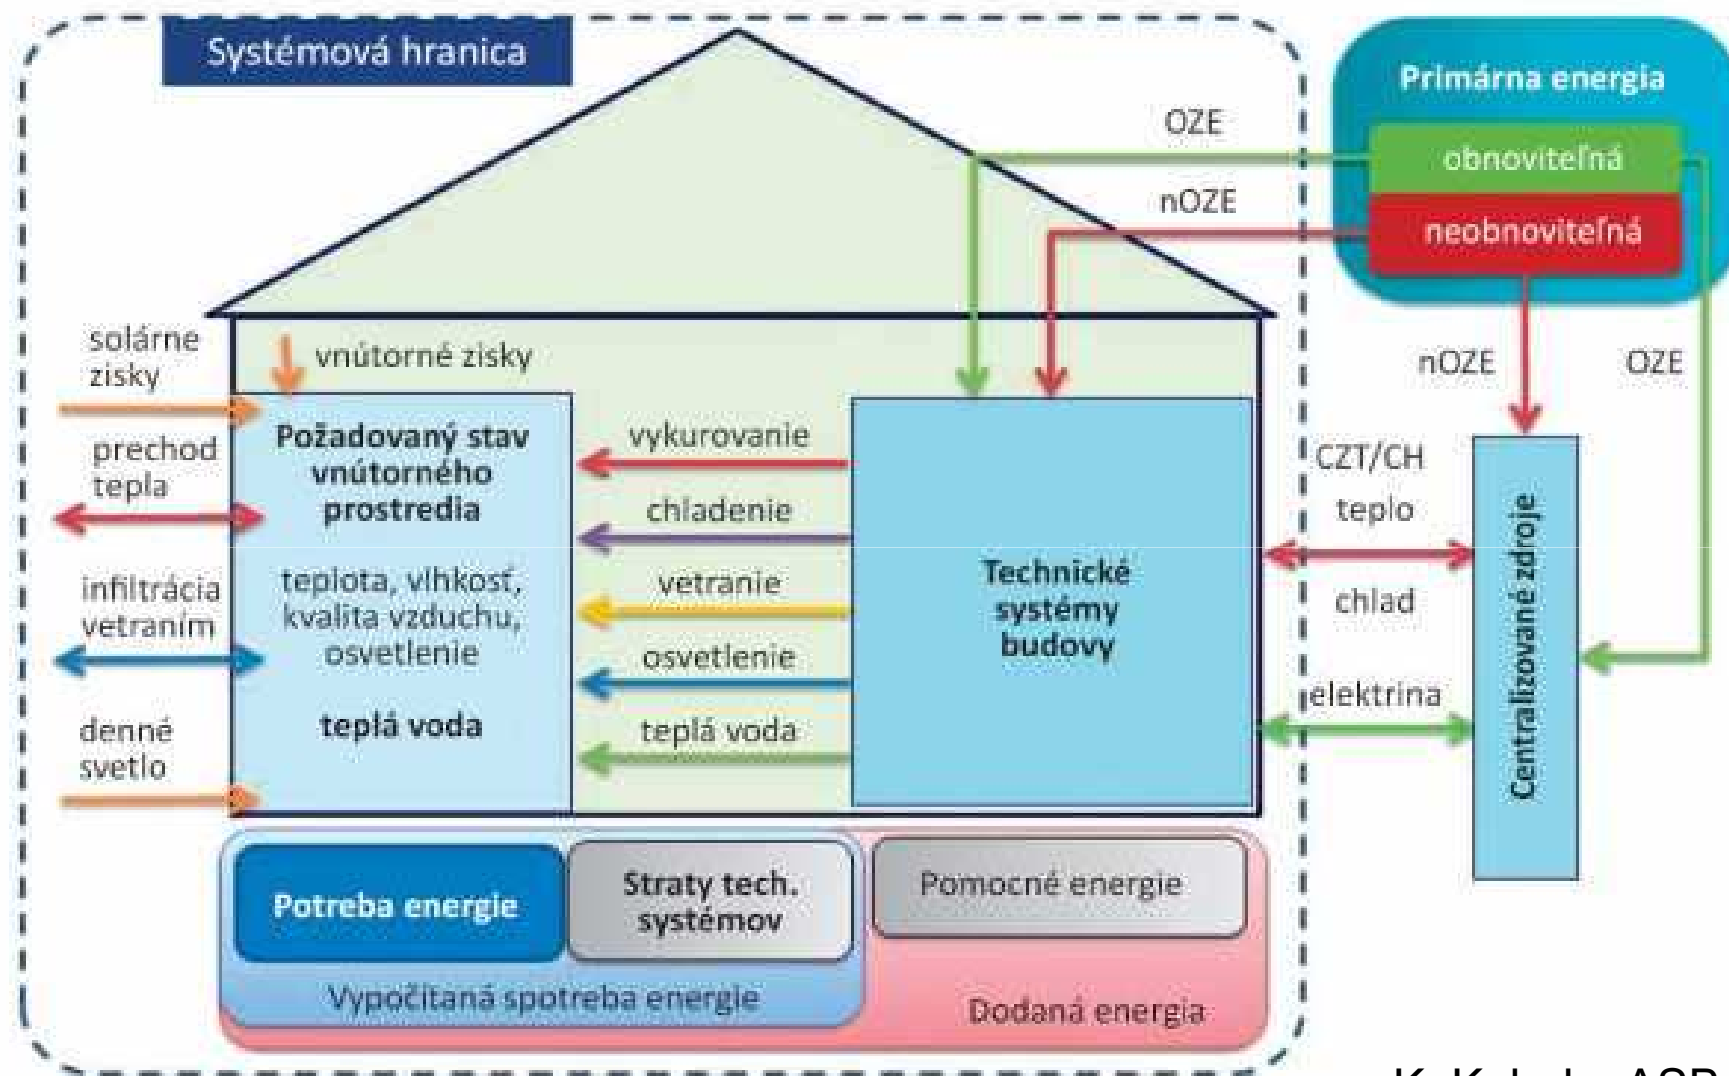 Systémová hranica
Primárna energia
OZE
obnoviteľná
nOZE
neobnoviteľná
solárne
zisky
vnútorné zisky
nOZE
OZE
prechod
tepla
Požadovaný stav
vnútorného
prostredia
vykurovanie
CZT/CH
teplo
chladenie
infiltrácia
vetraním
teplota, vlhkosť,
kvalita vzduchu,
osvetlenie
vetranie
Technické
systémy
budovy
chlad
osvetlenie
elektrina
Centralizované zdroje
denné
svetlo
teplá voda
teplá voda
Potreba energie
Straty tech.
systémov
Pomocné energie
Vypočítaná spotreba energie
Dodaná energia